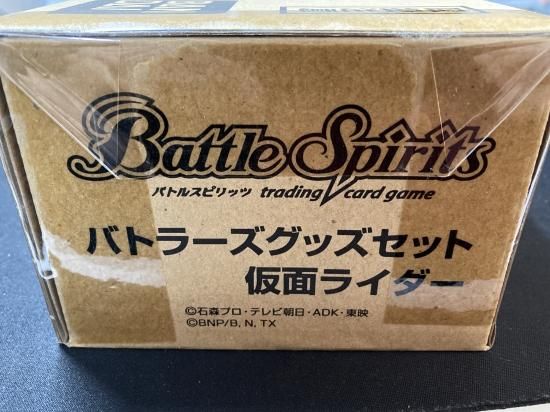 Battle Spirits
バトルスピリッツ trading card game
バトラーズグッズセット
仮面ライダー
©石森プロ・テレビ朝日・ADK・東映
©BNP/B, N, TX